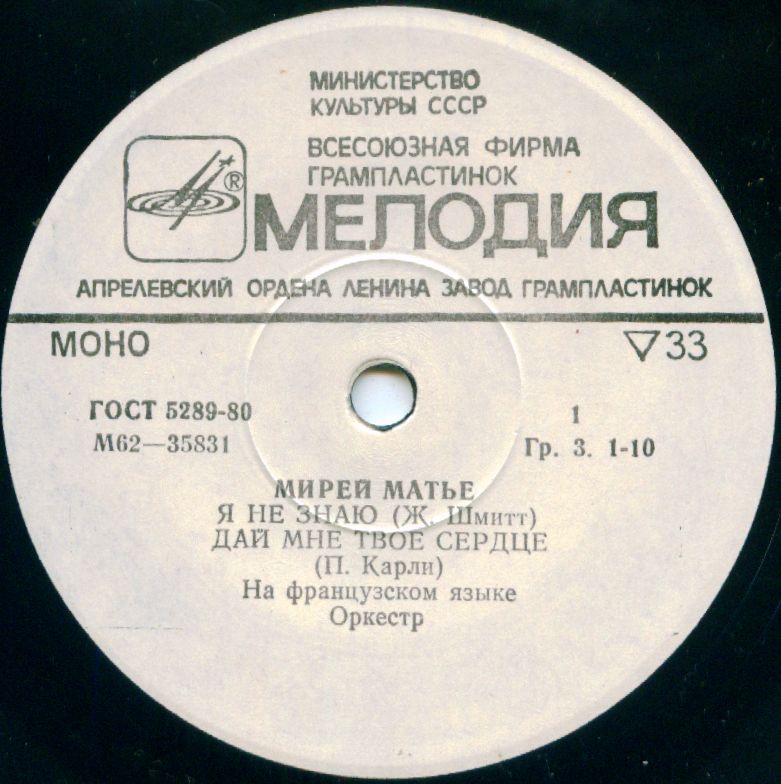 МИНИСТЕРСТВО
КУЛЬТУРЫ СССР
ВСЕСОЮЗНАЯ ФИРМА
ГРАМПЛАСТИНОК
®
МЕЛОДИЯ
АПРЕЛЕВСКИЙ ОРДЕНА ЛЕНИНА ЗАВОД ГРАМПЛАСТИНОК
МОНО ▽33
ГОСТ 5289-80 1
М62—35831 Гр. 3. 1-10
МИРЕЙ МАТЬЕ
Я НЕ ЗНАЮ (Ж. Шмитт)
ДАЙ МНЕ ТВОЕ СЕРДЦЕ
(П. Карли)
На французском языке
Оркестр